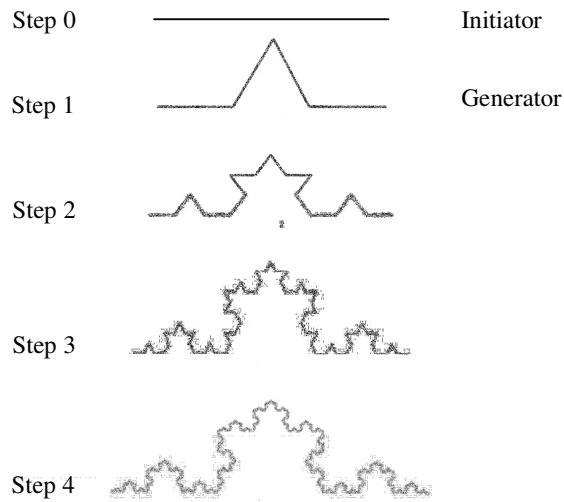 Step 0 Initiator
Step 1 Generator
Step 2
Step 3
Step 4